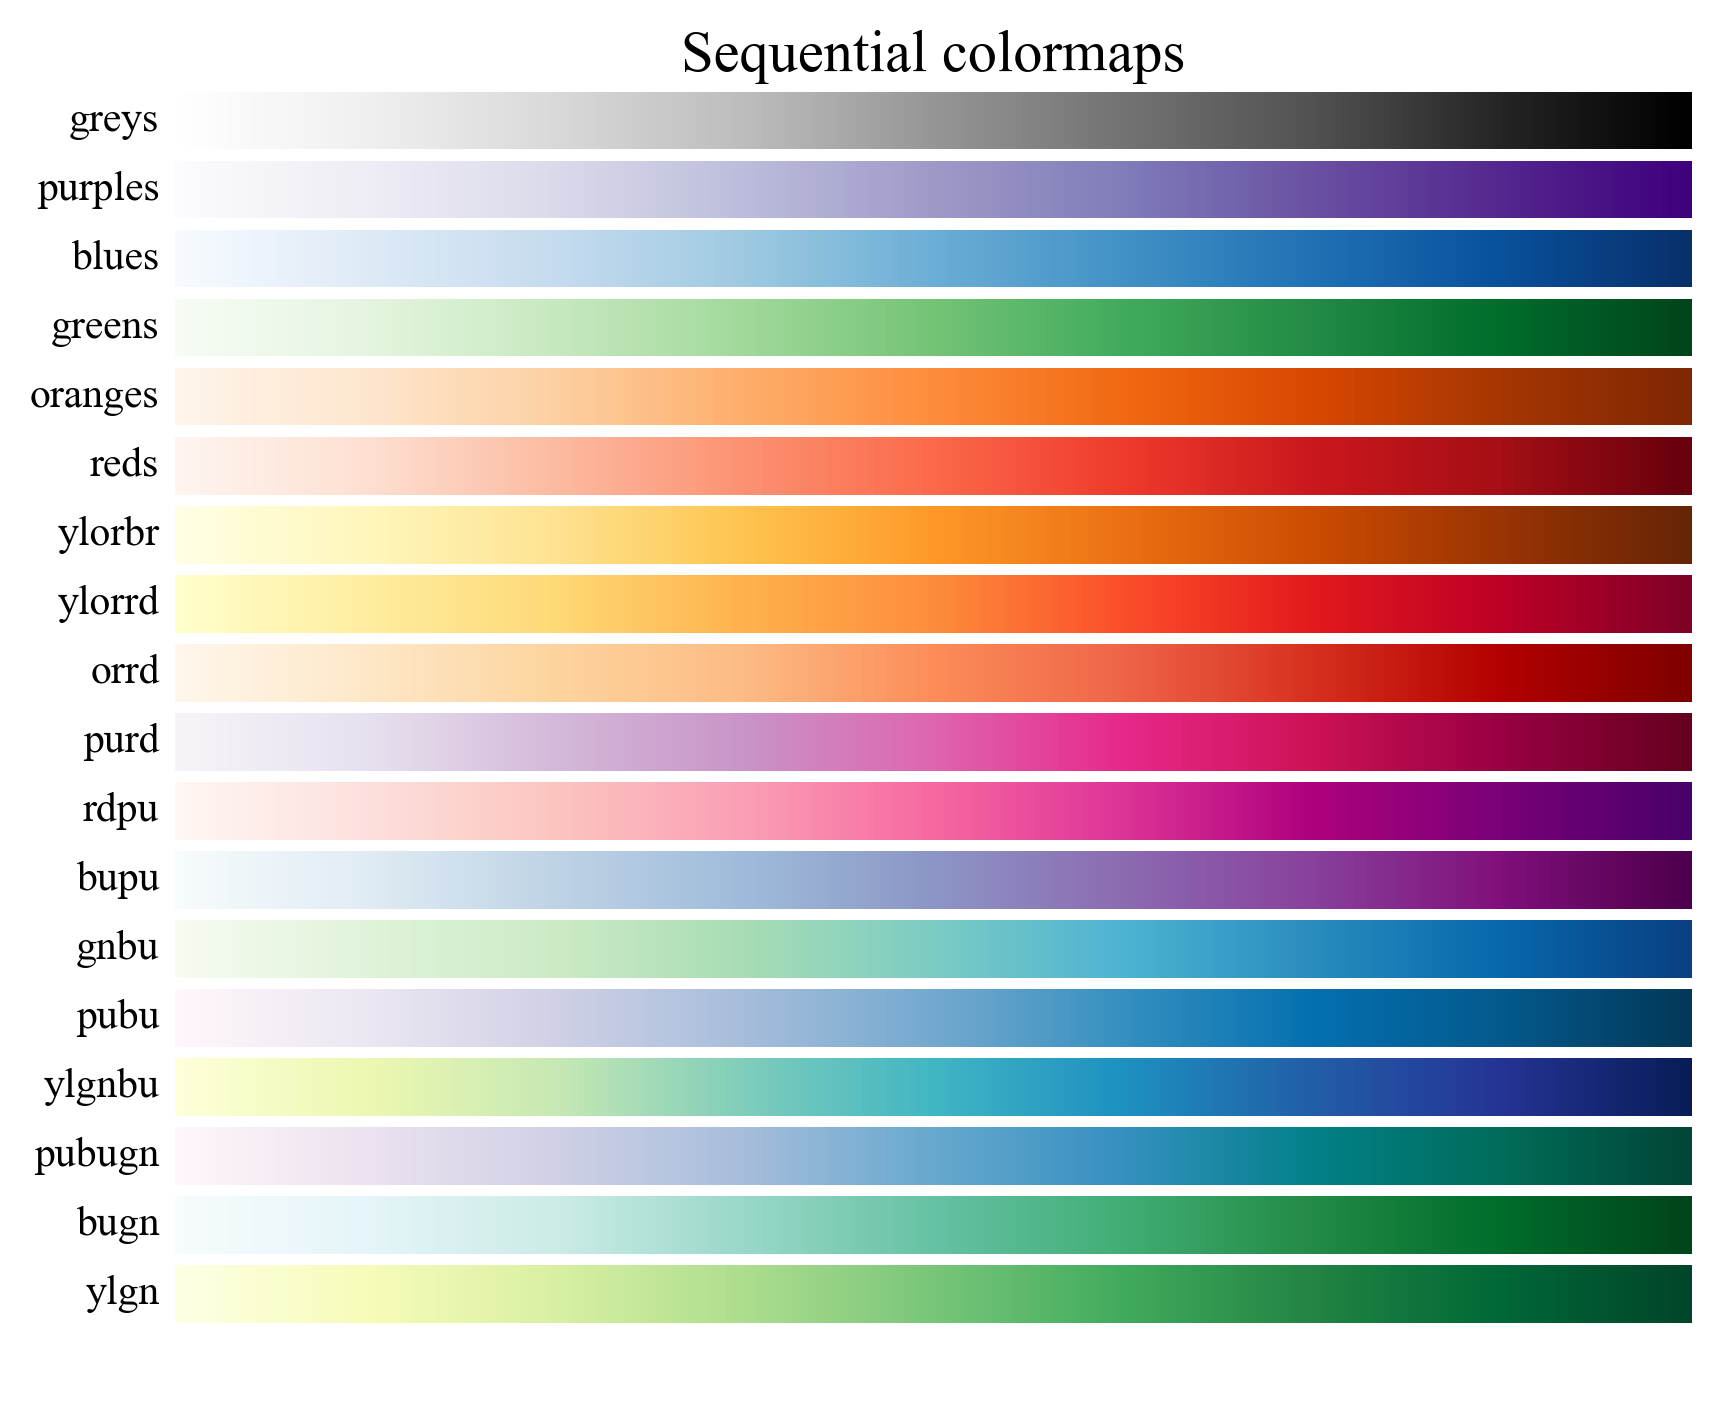 Sequential colormaps
greys
purples
blues
greens
oranges
reds
ylorbr
ylorrd
orrd
purd
rdpu
bupu
gnbu
pubu
ylgnbu
pubugn
bugn
ylgn